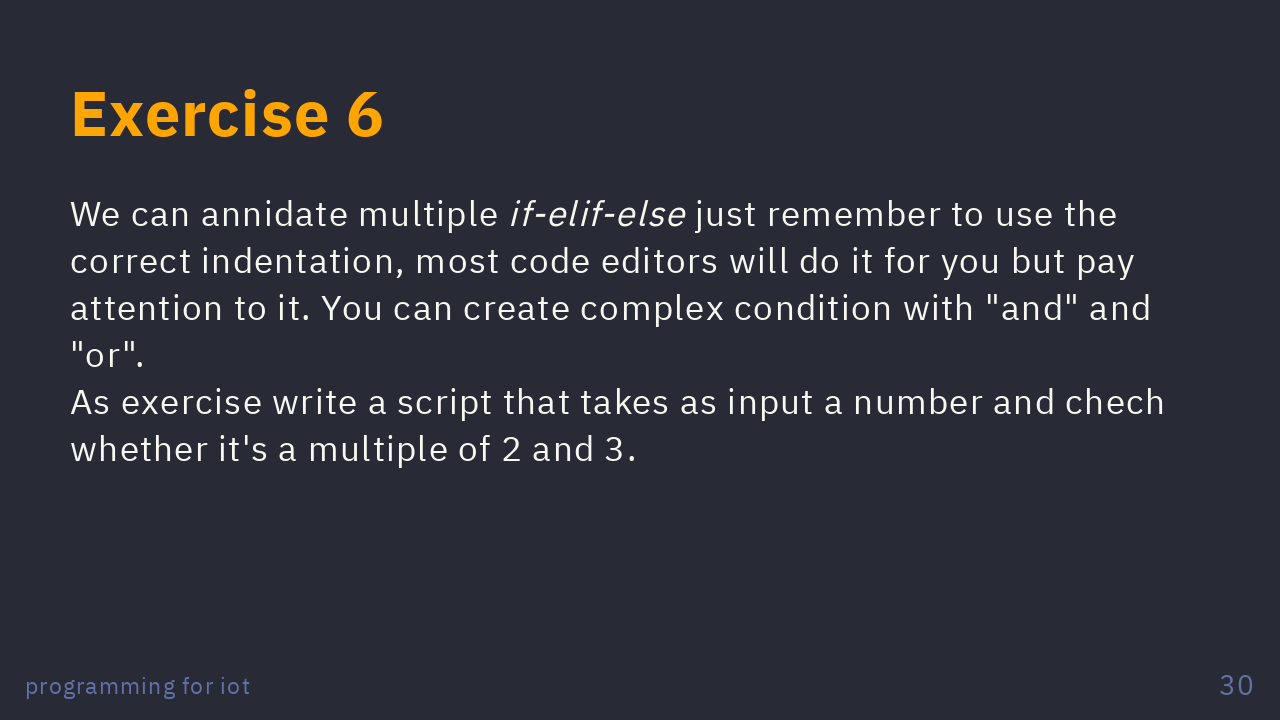 Exercise 6
We can annidate multiple if-elif-else just remember to use the
correct indentation, most code editors will do it for you but pay
attention to it. You can create complex condition with "and" and
"or".
As exercise write a script that takes as input a number and chech
whether it's a multiple of 2 and 3.
programming for iot
30